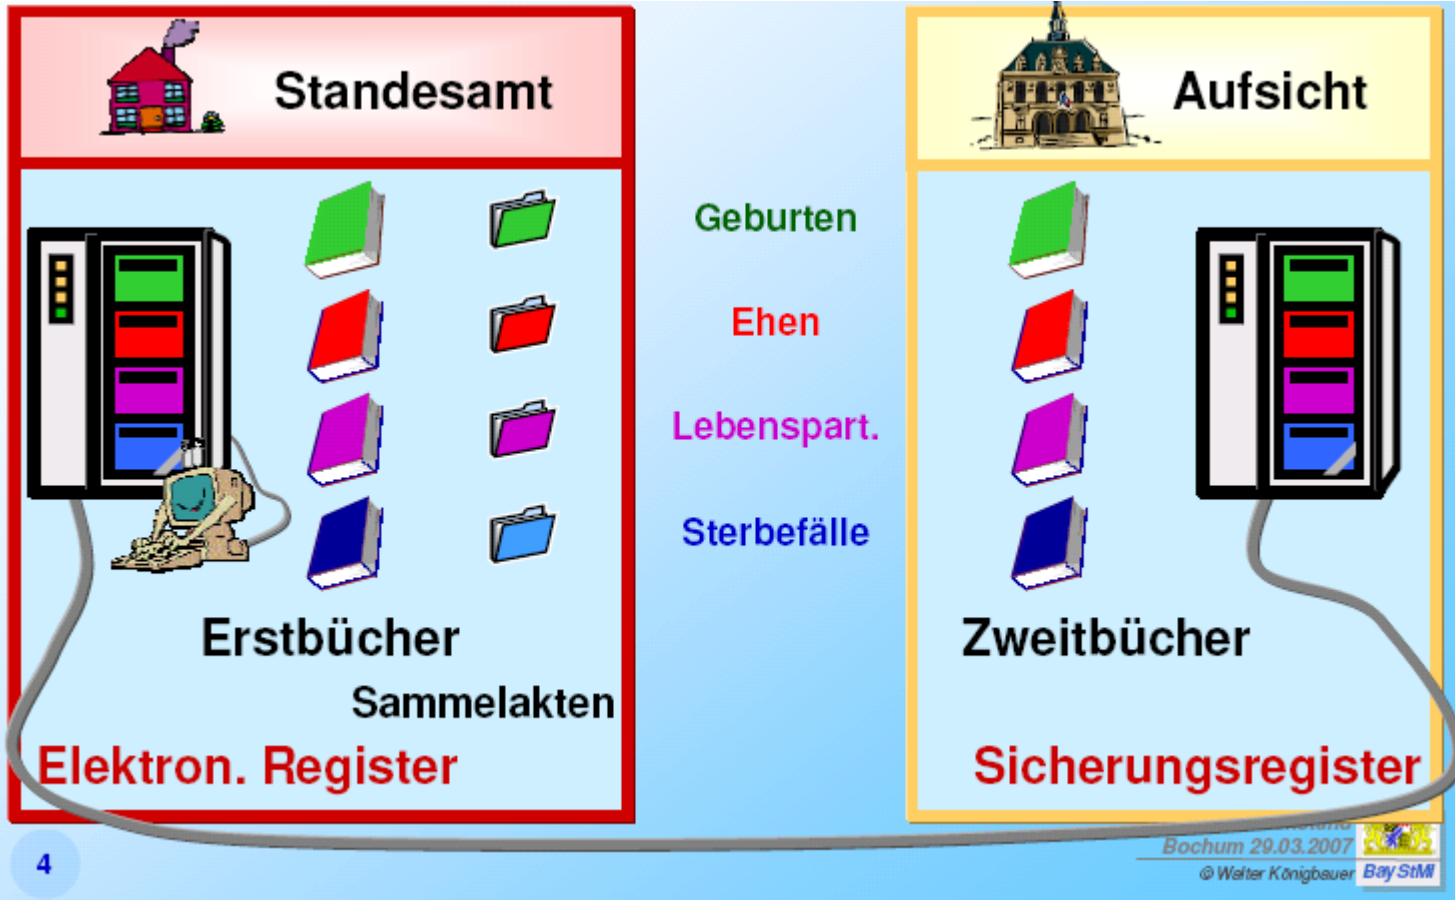 Standesamt
Aufsicht
Geburten
Ehen
Lebenspart.
Sterbefälle
Erstbücher
Zweitbücher
Sammelakten
Elektron. Register
Sicherungsregister
4
Bochum 29.03.2007
© Walter Königbauer
Bay StMI